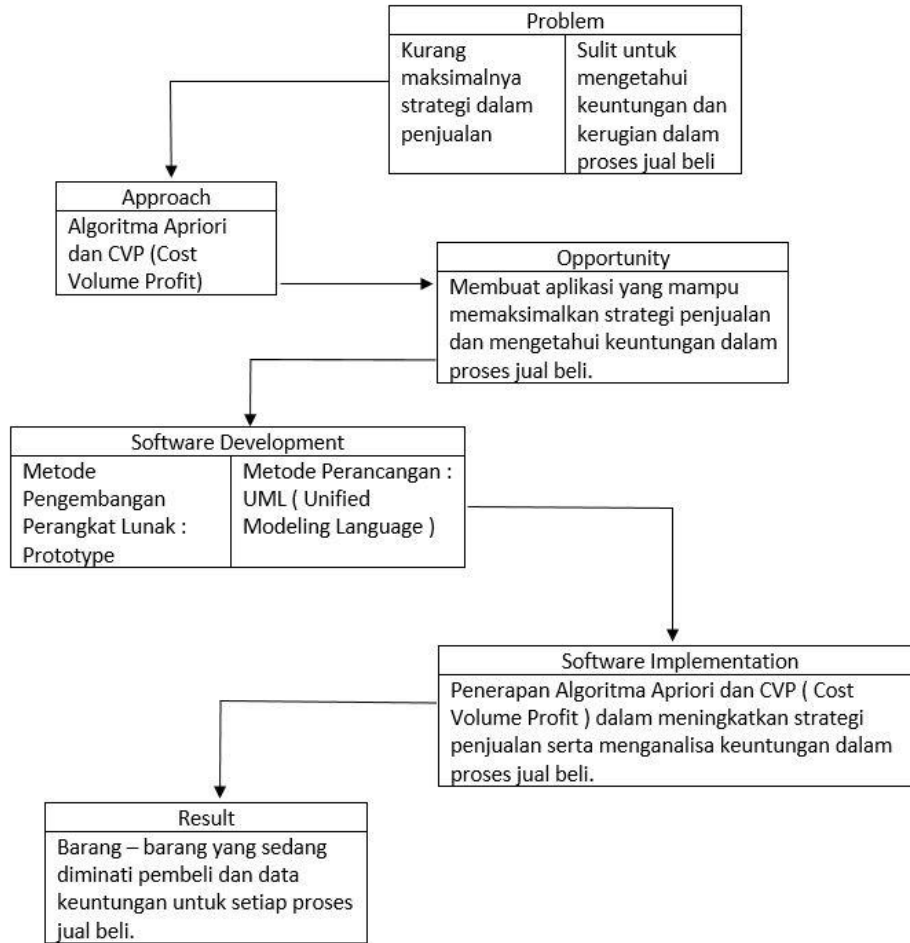 Problem
Kurang
maksimalnya
strategi dalam
penjualan
Sulit untuk
mengetahui
keuntungan dan
kerugian dalam
proses jual beli
Approach
Algoritma Apriori
dan CVP (Cost
Volume Profit)
Opportunity
Membuat aplikasi yang mampu
memaksimalkan strategi penjualan
dan mengetahui keuntungan dalam
proses jual beli.
Software Development
Metode
Pengembangan
Perangkat Lunak :
Prototype
Metode Perancangan :
UML ( Unified
Modeling Language )
Software Implementation
Penerapan Algoritma Apriori dan CVP ( Cost
Volume Profit ) dalam meningkatkan strategi
penjualan serta menganalisa keuntungan dalam
proses jual beli.
Result
Barang – barang yang sedang
diminati pembeli dan data
keuntungan untuk setiap proses
jual beli.